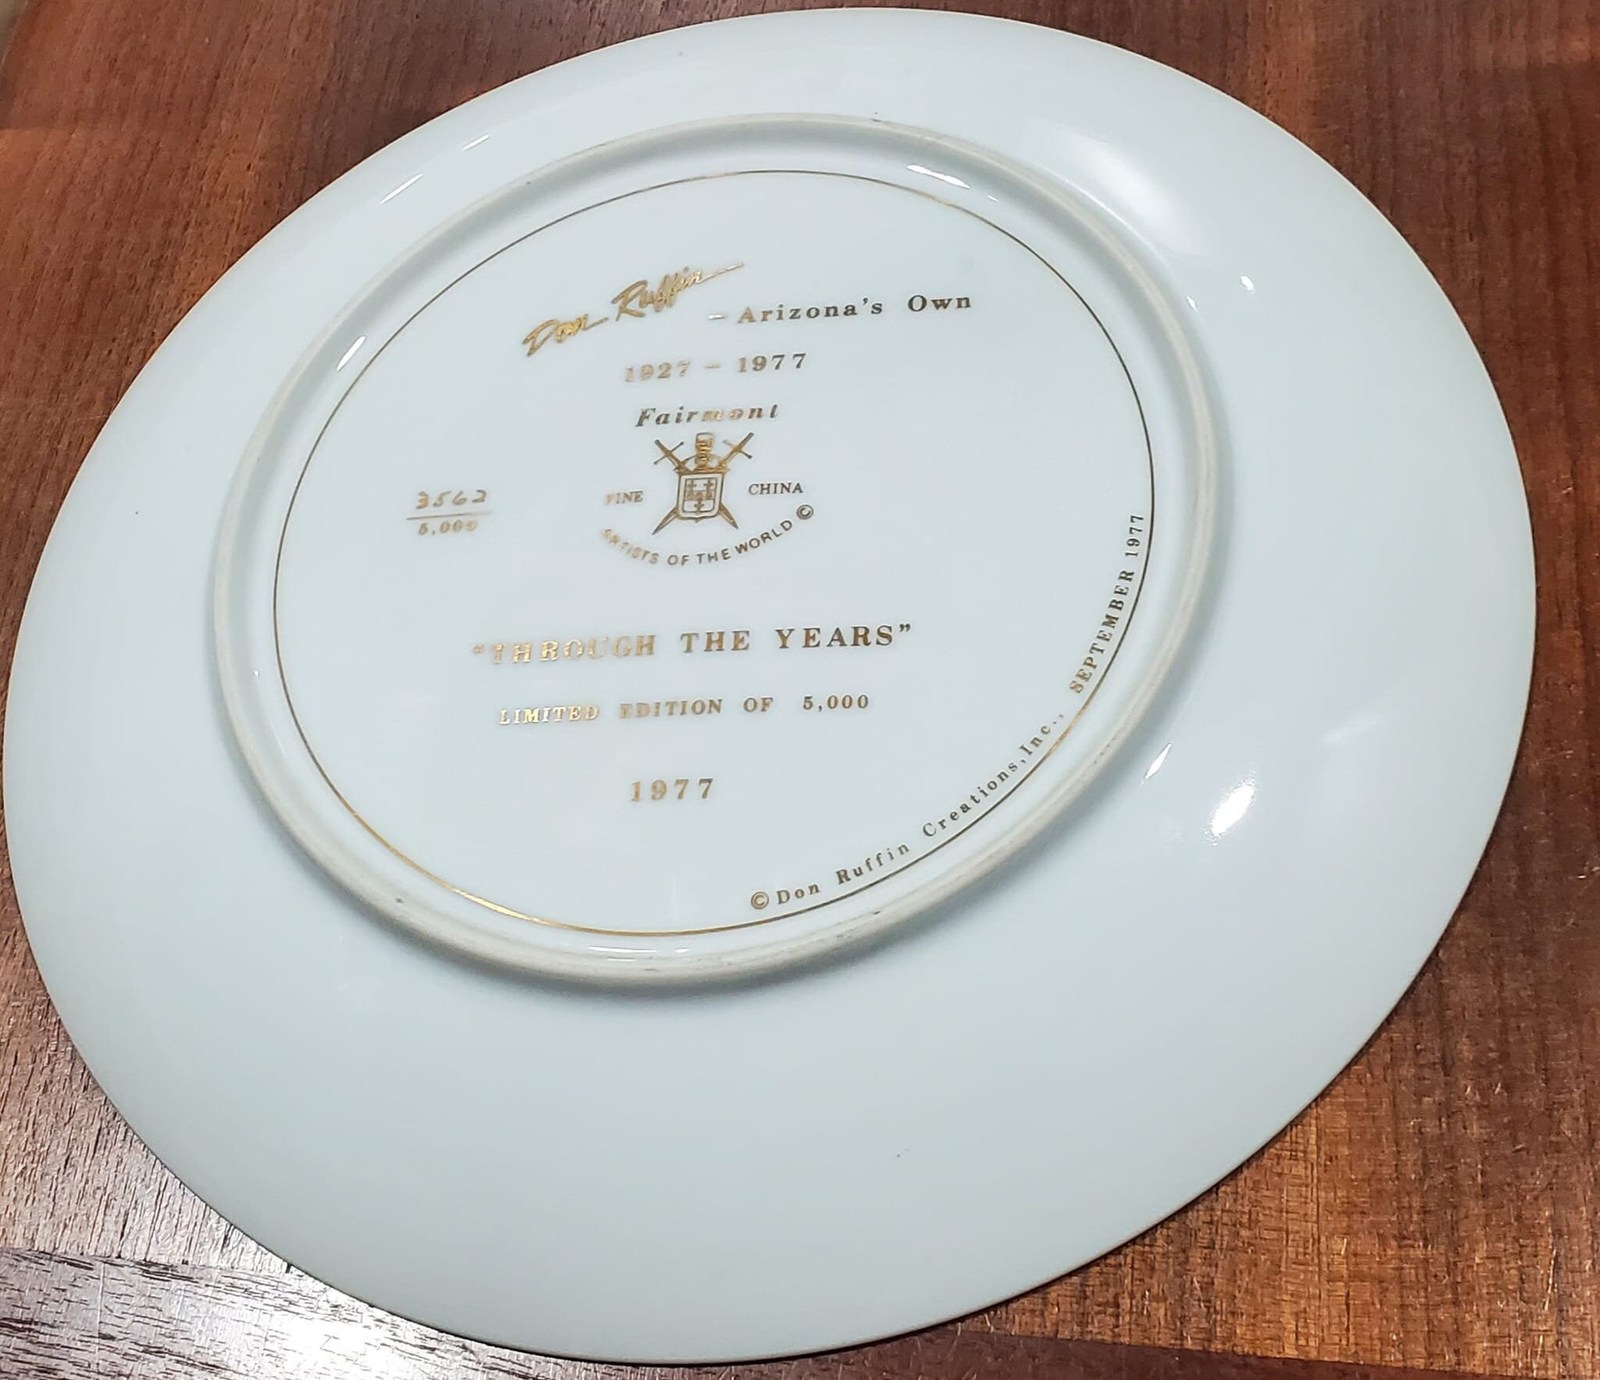 Don Ruffin – Arizona's Own
1927 – 1977
Fairmont
FINE CHINA
ARTISTS OF THE WORLD ©
3562
5,000
"THROUGH THE YEARS"
LIMITED EDITION OF 5,000
1977
© Don Ruffin Creations, Inc., SEPTEMBER 1977